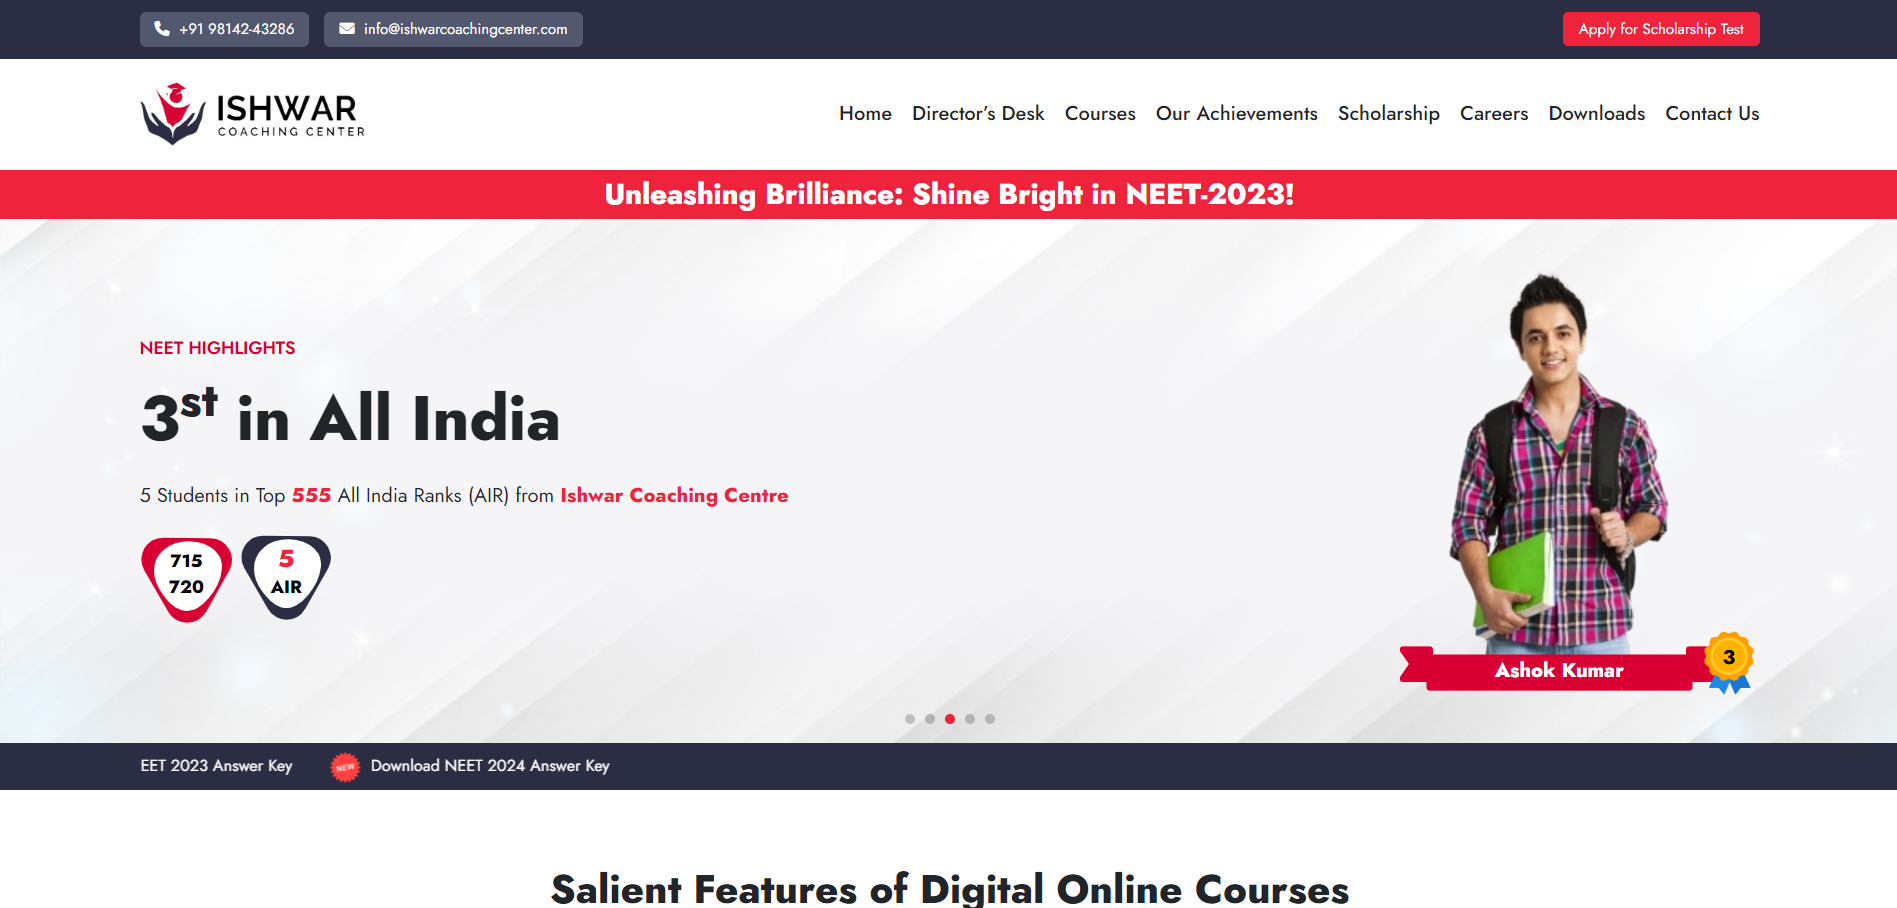 +91 98142-43286
info@ishwarcoachingcenter.com
Apply for Scholarship Test
ISHWAR
COACHING CENTER
Home Director’s Desk Courses Our Achievements Scholarship Careers Downloads Contact Us
Unleashing Brilliance: Shine Bright in NEET-2023!
NEET HIGHLIGHTS
3st in All India
5 Students in Top 555 All India Ranks (AIR) from Ishwar Coaching Centre
715
720
5
AIR
Ashok Kumar
3
EET 2023 Answer Key
NEW
Download NEET 2024 Answer Key
Salient Features of Digital Online Courses